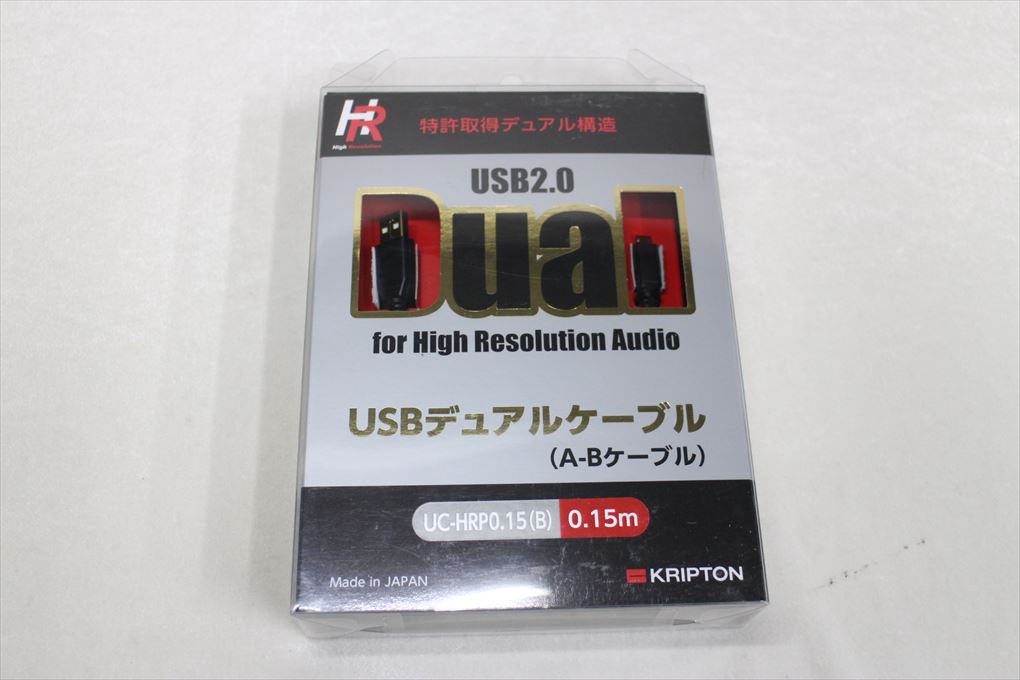 HR
High Resolution
特許取得デュアル構造
USB2.0
Dual
for High Resolution Audio
USBデュアルケーブル
(A-Bケーブル)
UC-HRP0.15(B) 0.15m
Made in JAPAN
KRIPTON